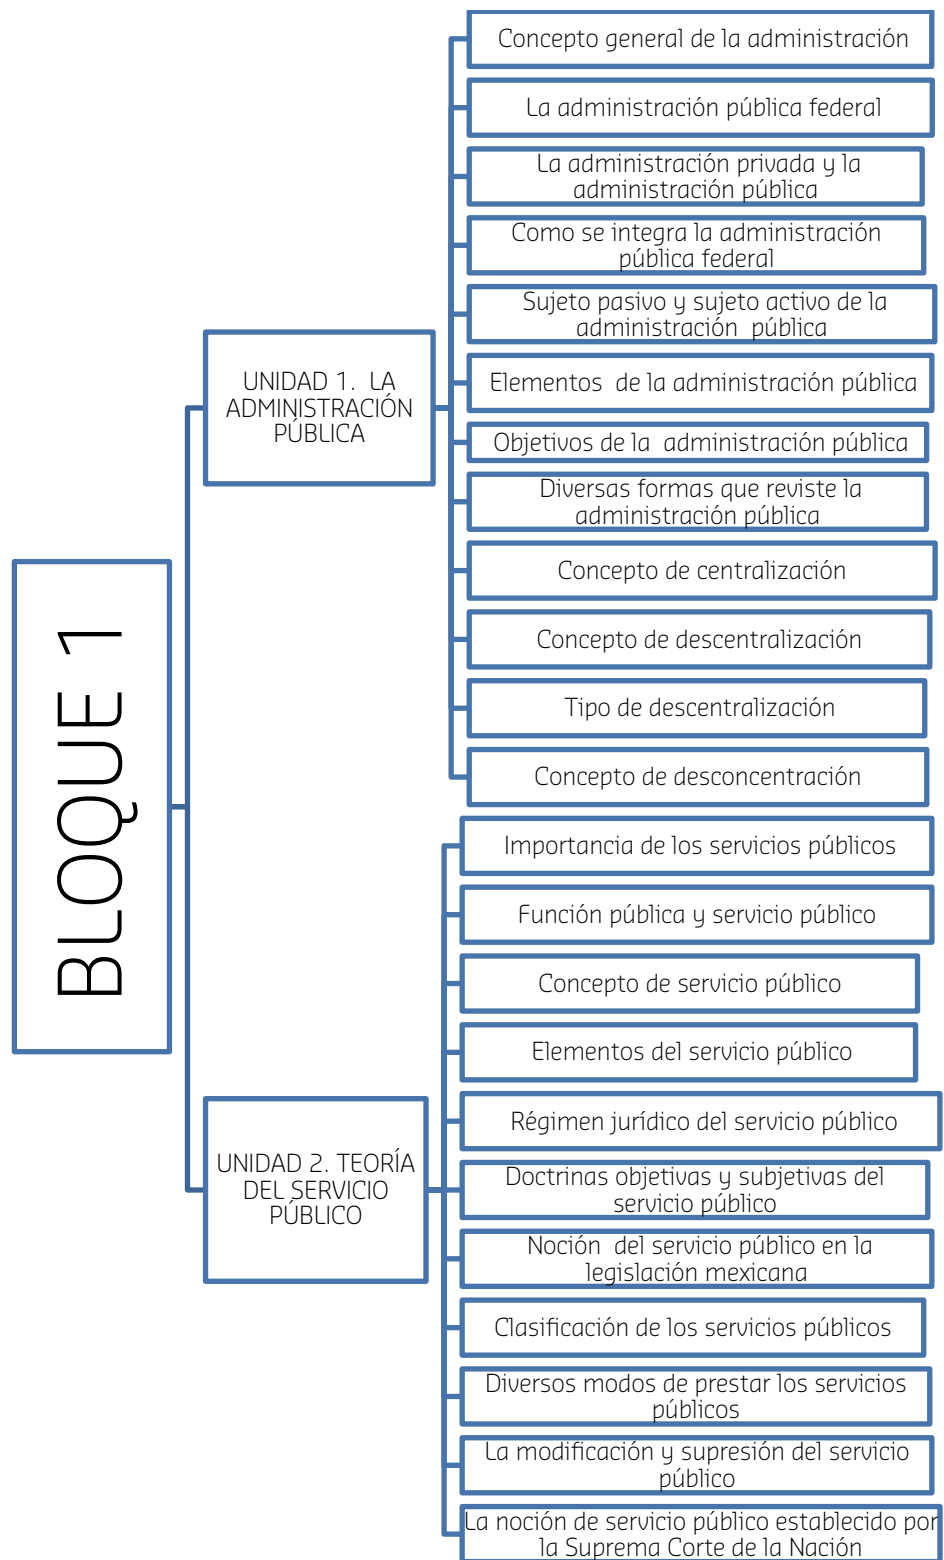 BLOQUE 1
UNIDAD 1. LA
ADMINISTRACIÓN
PÚBLICA
Concepto general de la administración
La administración pública federal
La administración privada y la
administración pública
Como se integra la administración
pública federal
Sujeto pasivo y sujeto activo de la
administración pública
Elementos de la administración pública
Objetivos de la administración pública
Diversas formas que reviste la
administración pública
Concepto de centralización
Concepto de descentralización
Tipo de descentralización
Concepto de desconcentración
UNIDAD 2. TEORÍA
DEL SERVICIO
PÚBLICO
Importancia de los servicios públicos
Función pública y servicio público
Concepto de servicio público
Elementos del servicio público
Régimen jurídico del servicio público
Doctrinas objetivas y subjetivas del
servicio público
Noción del servicio público en la
legislación mexicana
Clasificación de los servicios públicos
Diversos modos de prestar los servicios
públicos
La modificación y supresión del servicio
público
La noción de servicio público establecido por
la Suprema Corte de la Nación